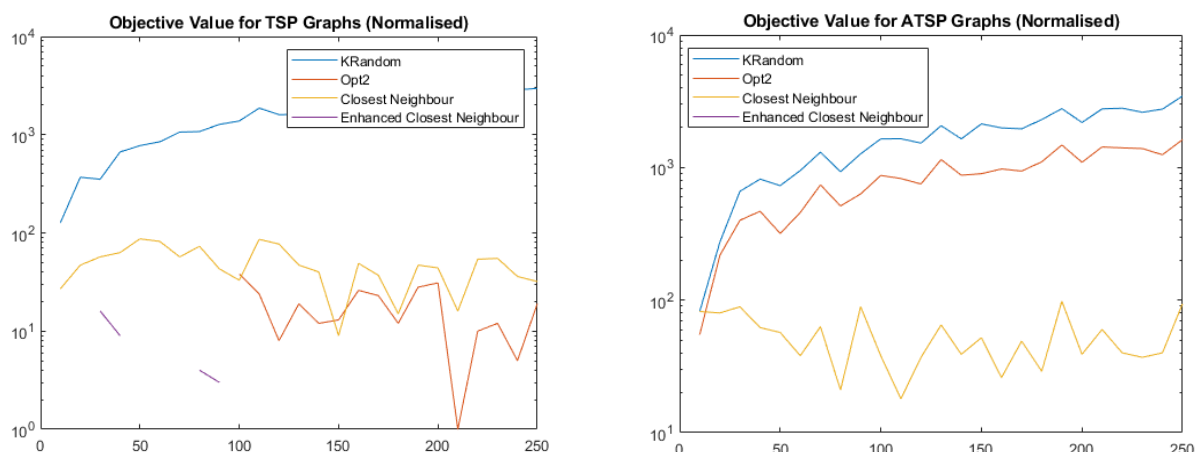 Objective Value for TSP Graphs (Normalised)
10^4
10^3
10^2
10^1
10^0
KRandom
Opt2
Closest Neighbour
Enhanced Closest Neighbour
0 50 100 150 200 250
Objective Value for ATSP Graphs (Normalised)
10^4
10^3
10^2
10^1
KRandom
Opt2
Closest Neighbour
Enhanced Closest Neighbour
0 50 100 150 200 250